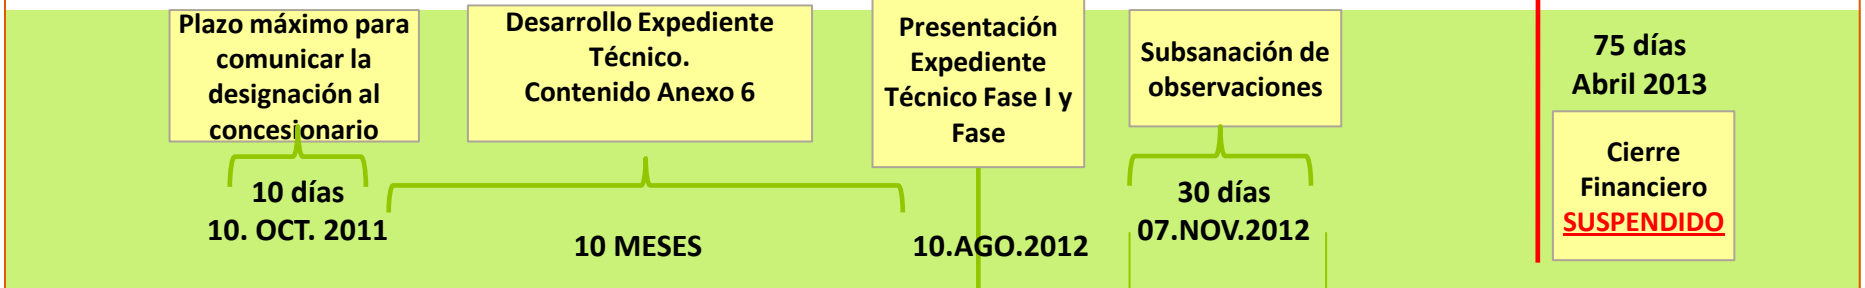 Plazo máximo para
comunicar la
designación al
concesionario
10 días
10. OCT. 2011
Desarrollo Expediente
Técnico.
Contenido Anexo 6
10 MESES
Presentación
Expediente
Técnico Fase I y
Fase
10.AGO.2012
Subsanación de
observaciones
30 días
07.NOV.2012
75 días
Abril 2013
Cierre
Financiero
SUSPENDIDO